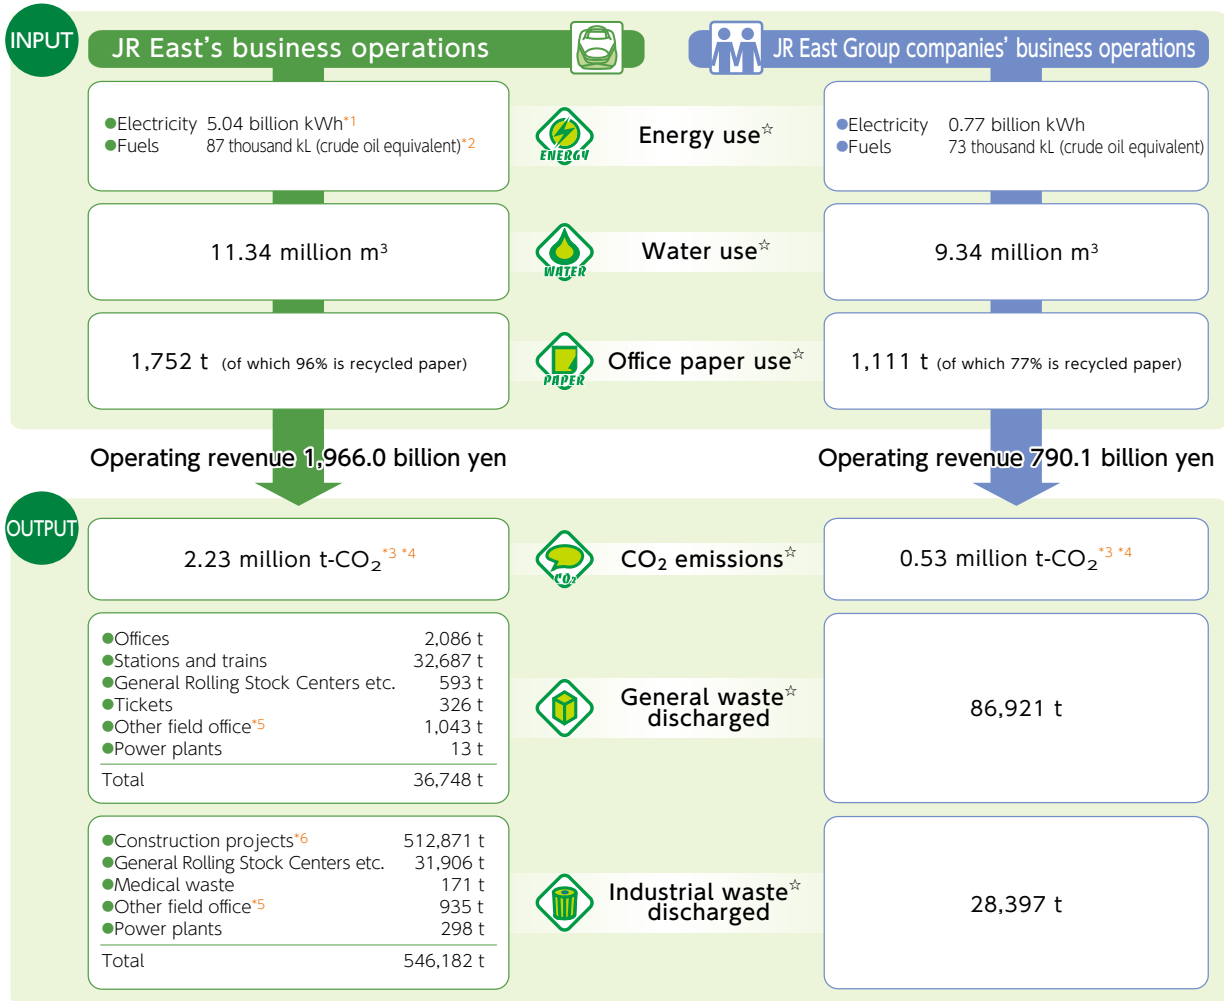 INPUT
JR East's business operations
JR East Group companies' business operations
●Electricity 5.04 billion kWh*1
●Fuels 87 thousand kL (crude oil equivalent)*2
ENERGY
Energy use☆
●Electricity 0.77 billion kWh
●Fuels 73 thousand kL (crude oil equivalent)
11.34 million m³
WATER
Water use☆
9.34 million m³
1,752 t (of which 96% is recycled paper)
PAPER
Office paper use☆
1,111 t (of which 77% is recycled paper)
Operating revenue 1,966.0 billion yen
Operating revenue 790.1 billion yen
OUTPUT
2.23 million t-CO₂*3 *4
CO₂
CO₂ emissions☆
0.53 million t-CO₂*3 *4
●Offices 2,086 t
●Stations and trains 32,687 t
●General Rolling Stock Centers etc. 593 t
●Tickets 326 t
●Other field office*5 1,043 t
●Power plants 13 t
Total 36,748 t
General waste☆
discharged
86,921 t
●Construction projects*6 512,871 t
●General Rolling Stock Centers etc. 31,906 t
●Medical waste 171 t
●Other field office*5 935 t
●Power plants 298 t
Total 546,182 t
Industrial waste☆
discharged
28,397 t